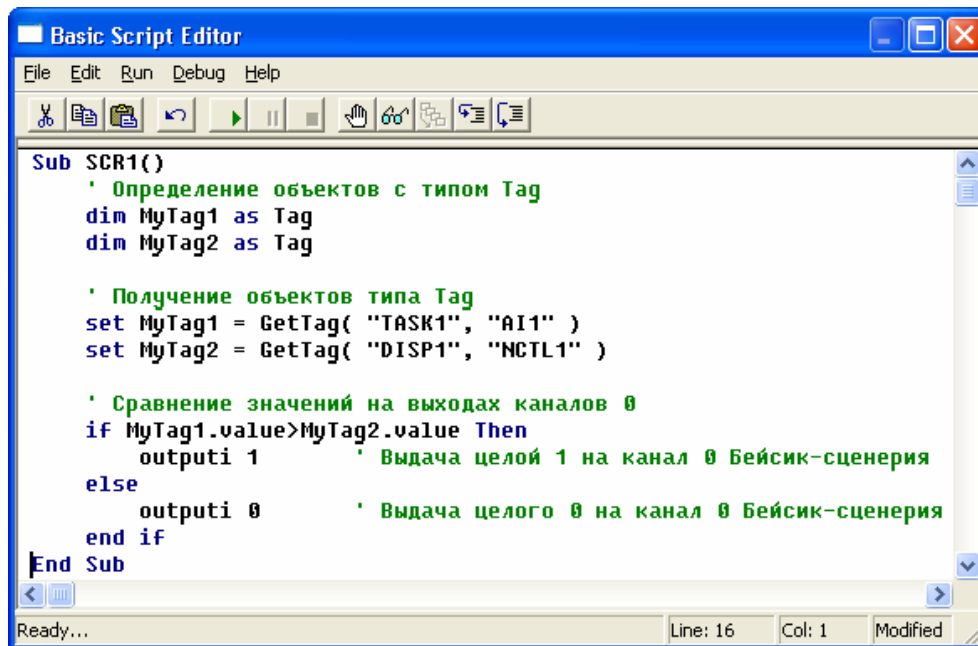 Basic Script Editor
File Edit Run Debug Help
Sub SCR1()
' Определение объектов с типом Tag
dim MyTag1 as Tag
dim MyTag2 as Tag
' Получение объектов типа Tag
set MyTag1 = GetTag( "TASK1", "AI1" )
set MyTag2 = GetTag( "DISP1", "NCTL1" )
' Сравнение значений на выходах каналов 0
if MyTag1.value>MyTag2.value Then
outputi 1 ' Выдача целой 1 на канал 0 Бейсик-сценерия
else
outputi 0 ' Выдача целого 0 на канал 0 Бейсик-сценерия
end if
End Sub
Ready... Line: 16 Col: 1 Modified